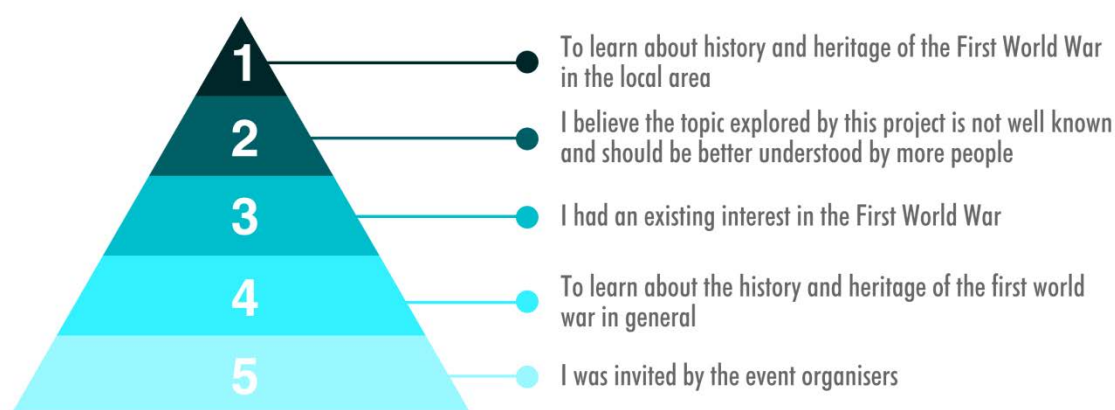 1
To learn about history and heritage of the First World War
in the local area
2
I believe the topic explored by this project is not well known
and should be better understood by more people
3
I had an existing interest in the First World War
4
To learn about the history and heritage of the first world
war in general
5
I was invited by the event organisers